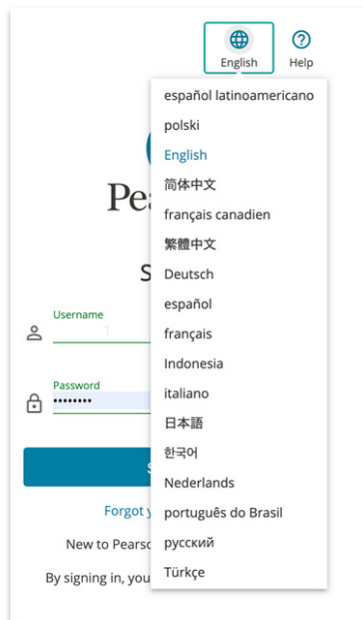 English
Help
español latinoamericano
polski
English
简体中文
français canadien
繁體中文
Deutsch
español
français
Indonesia
italiano
日本語
한국어
Nederlands
português do Brasil
русский
Türkçe
Pe
S
Username
1
Password
••••••••
S
Forgot y
New to Pearso
By signing in, you